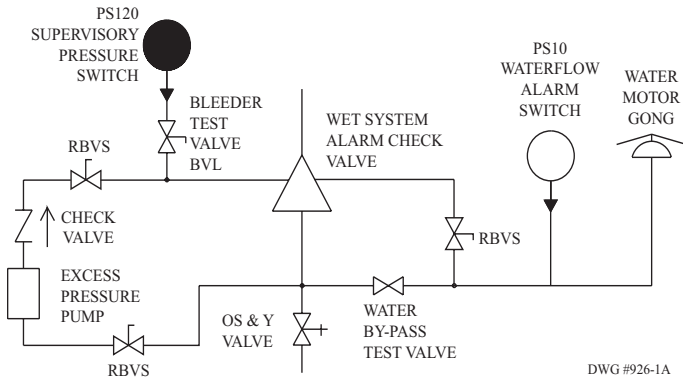 PS120
SUPERVISORY
PRESSURE
SWITCH
BLEEDER
TEST
VALVE
BVL
WET SYSTEM
ALARM CHECK
VALVE
PS10
WATERFLOW
ALARM
SWITCH
WATER
MOTOR
GONG
RBVS
CHECK
VALVE
RBVS
EXCESS
PRESSURE
PUMP
RBVS
OS & Y
VALVE
WATER
BY-PASS
TEST VALVE
DWG #926-1A